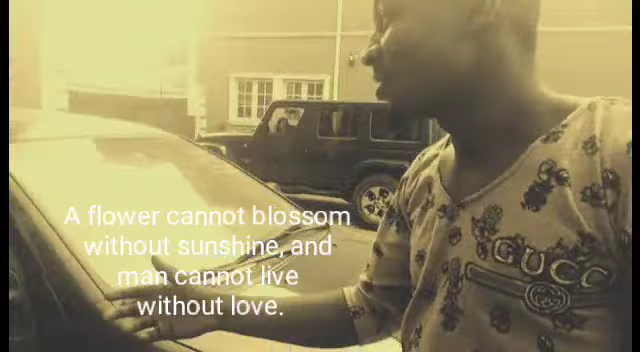 A flower cannot blossom
without sunshine, and
man cannot live
without love.
GUCCI